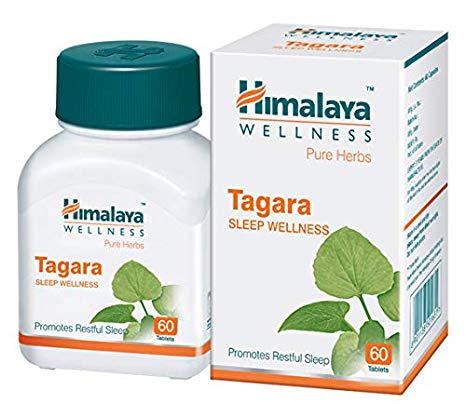 Himalaya
WELLNESS
Pure Herbs
Tagara
SLEEP WELLNESS
Promotes Restful Sleep
60
Tablets
Himalaya™
WELLNESS
Pure Herbs
Tagara
SLEEP WELLNESS
Promotes Restful Sleep
60
Tablets